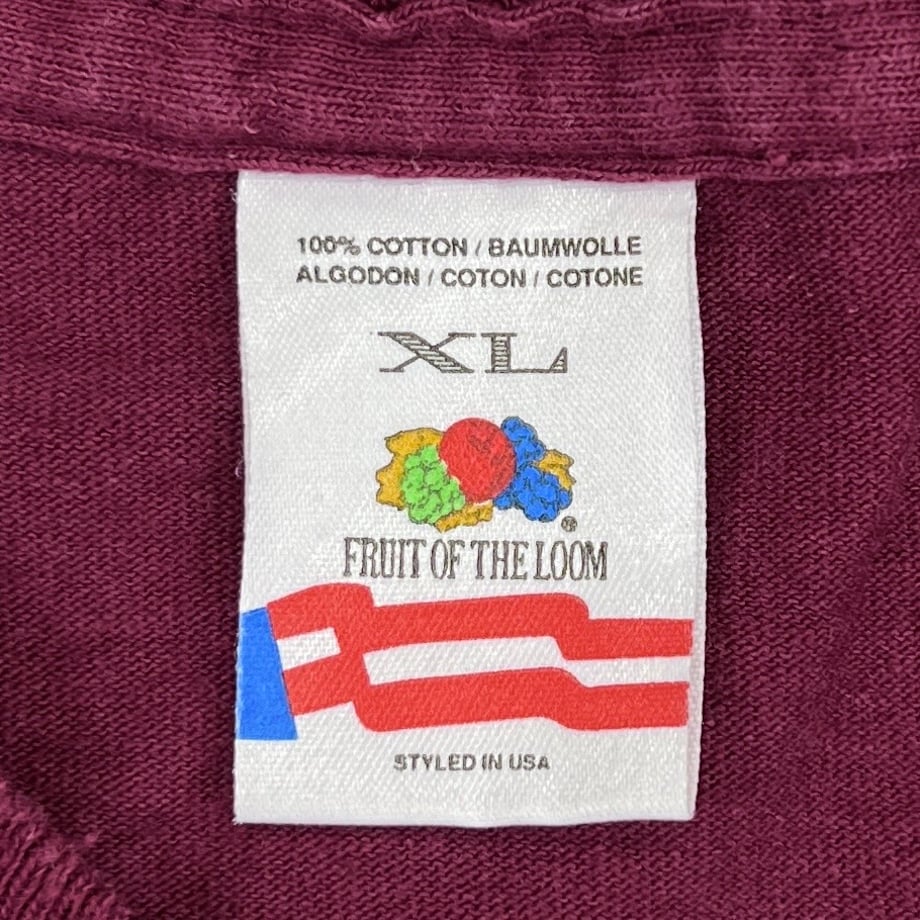 100% COTTON / BAUMWOLLE
ALGODON / COTON / COTONE
XL
®
FRUIT OF THE LOOM
STYLED IN USA